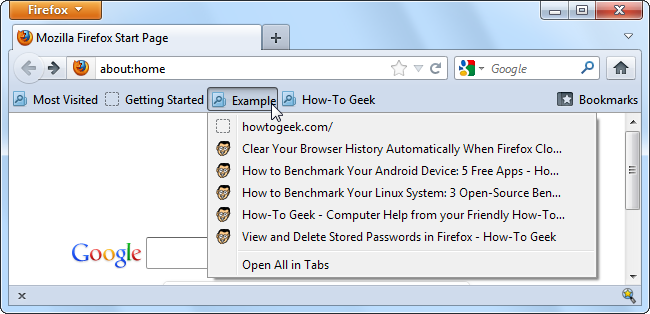 Firefox
Mozilla Firefox Start Page
about:home
Google
Most Visited
Getting Started
Example
How-To Geek
Bookmarks
howtogeek.com/
Clear Your Browser History Automatically When Firefox Clo...
How to Benchmark Your Android Device: 5 Free Apps - Ho...
How to Benchmark Your Linux System: 3 Open-Source Ben...
How-To Geek - Computer Help from your Friendly How-To...
View and Delete Stored Passwords in Firefox - How-To Geek
Google
Open All in Tabs